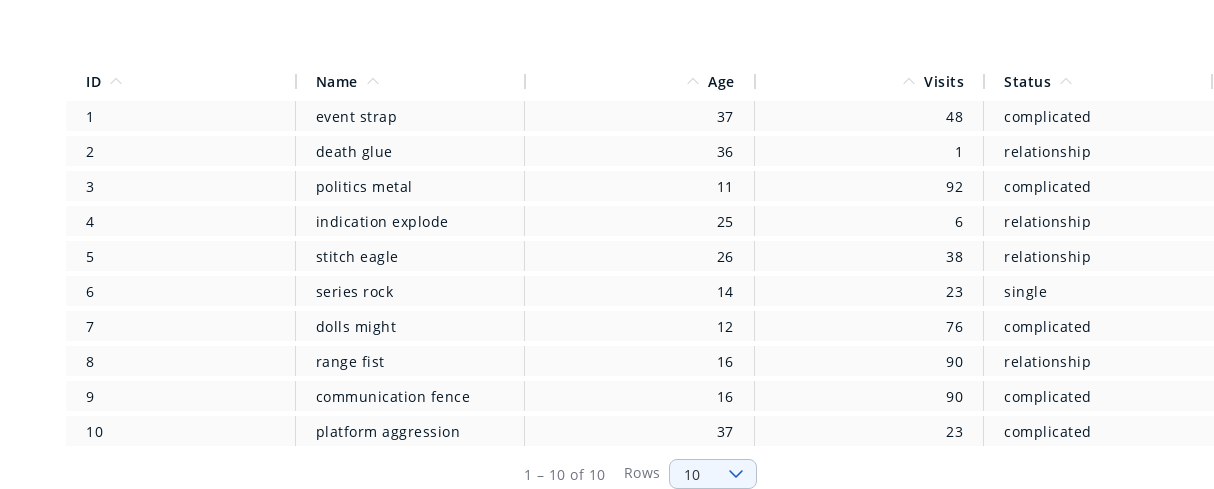 ID Name Age Visits Status
1 event strap 37 48 complicated
2 death glue 36 1 relationship
3 politics metal 11 92 complicated
4 indication explode 25 6 relationship
5 stitch eagle 26 38 relationship
6 series rock 14 23 single
7 dolls might 12 76 complicated
8 range fist 16 90 relationship
9 communication fence 16 90 complicated
10 platform aggression 37 23 complicated
1 – 10 of 10 Rows 10